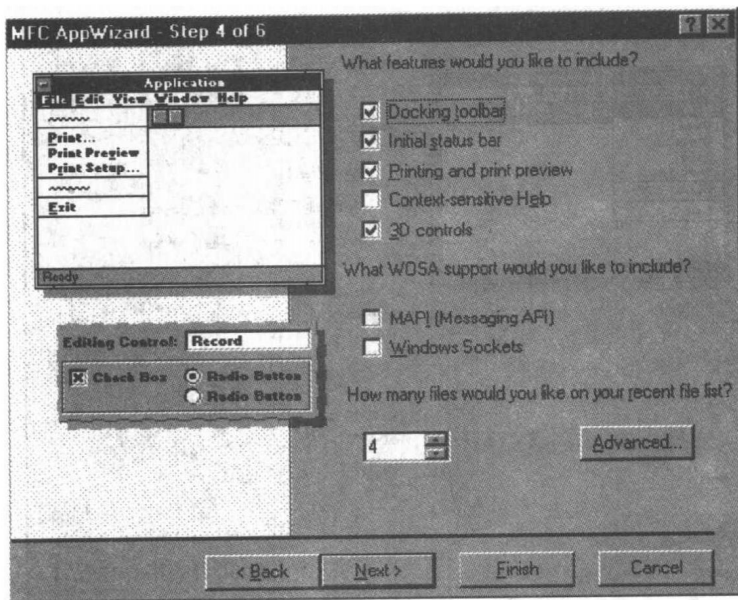 MFC AppWizard - Step 4 of 6
Application
File Edit View Window Help
Print...
Print Preview
Print Setup...
Exit
Ready
Editing Control: Record
Check Box
Radio Button
Radio Button
What features would you like to include?
Docking toolbar
Initial status bar
Printing and print preview
Context-sensitive Help
3D controls
What WOSA support would you like to include?
MAPI (Messaging API)
Windows Sockets
How many files would you like on your recent file list?
4
Advanced...
< Back
Next >
Finish
Cancel